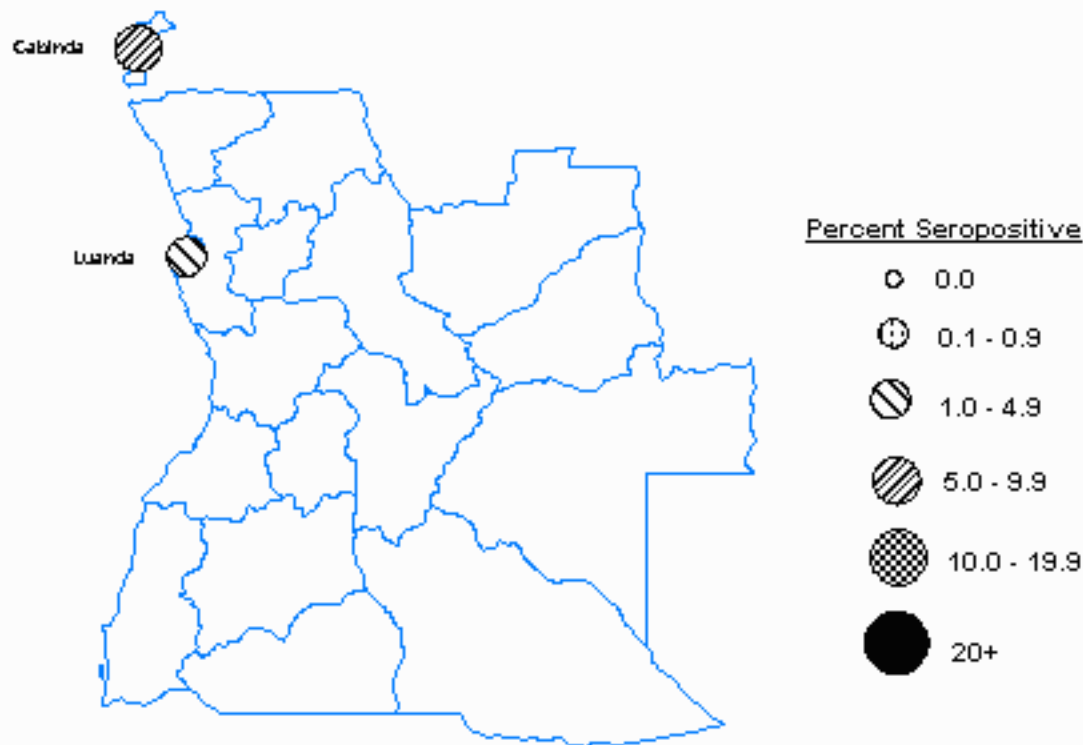 Cabinda
Luanda
Percent Seropositive
0.0
0.1 - 0.9
1.0 - 4.9
5.0 - 9.9
10.0 - 19.9
20+